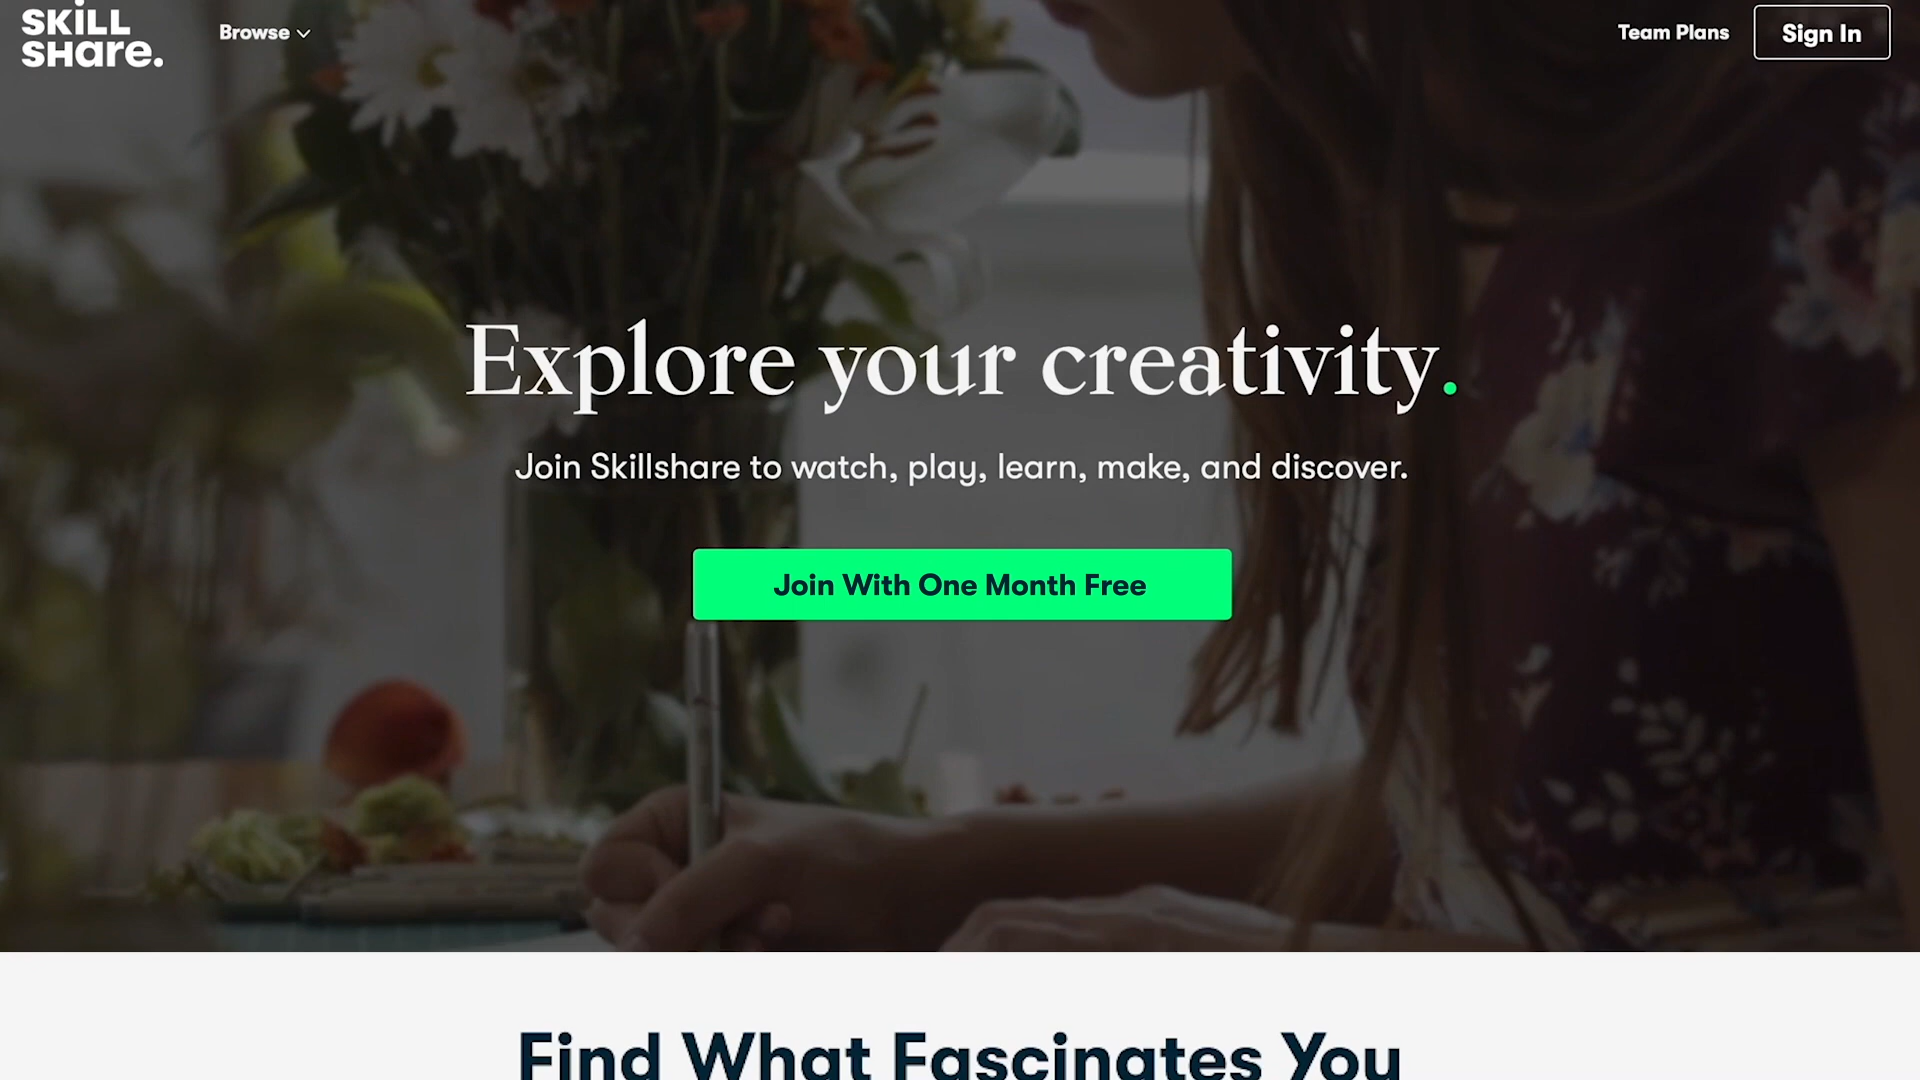 SKiLL
SHare.
Browse
Team Plans
Sign In
Explore your creativity.
Join Skillshare to watch, play, learn, make, and discover.
Join With One Month Free
Find What Fascinates You